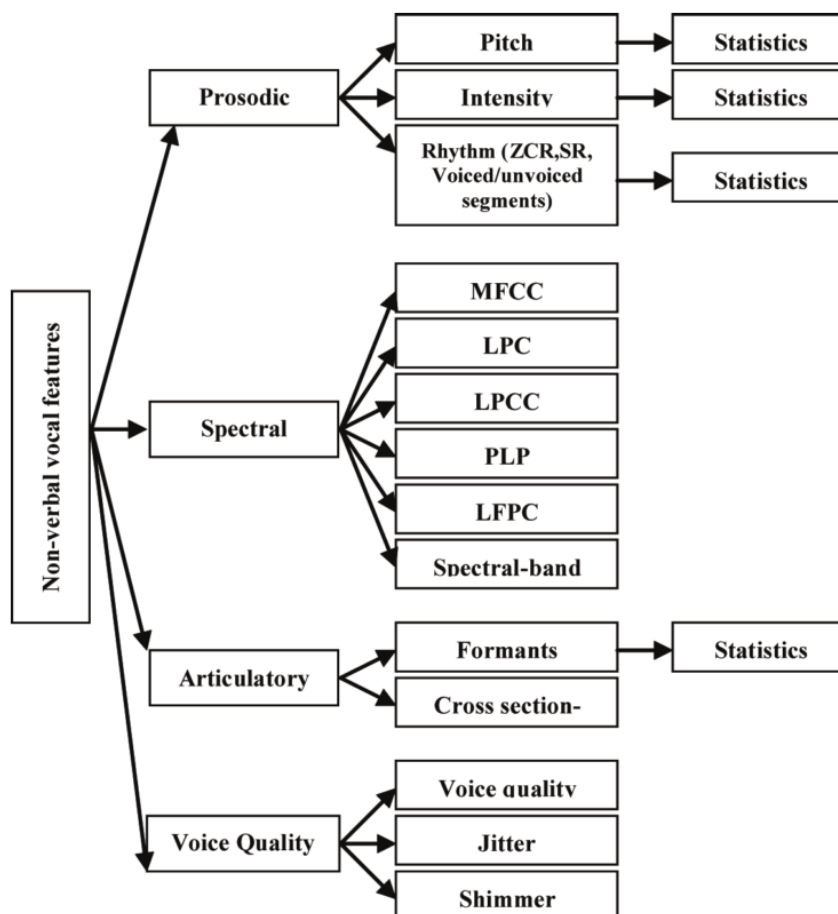 Non-verbal vocal features
Prosodic
Pitch
Statistics
Intensity
Statistics
Rhythm (ZCR,SR,
Voiced/unvoiced
segments)
Statistics
Spectral
MFCC
LPC
LPCC
PLP
LFPC
Spectral-band
Articulatory
Formants
Statistics
Cross section-
Voice Quality
Voice quality
Jitter
Shimmer